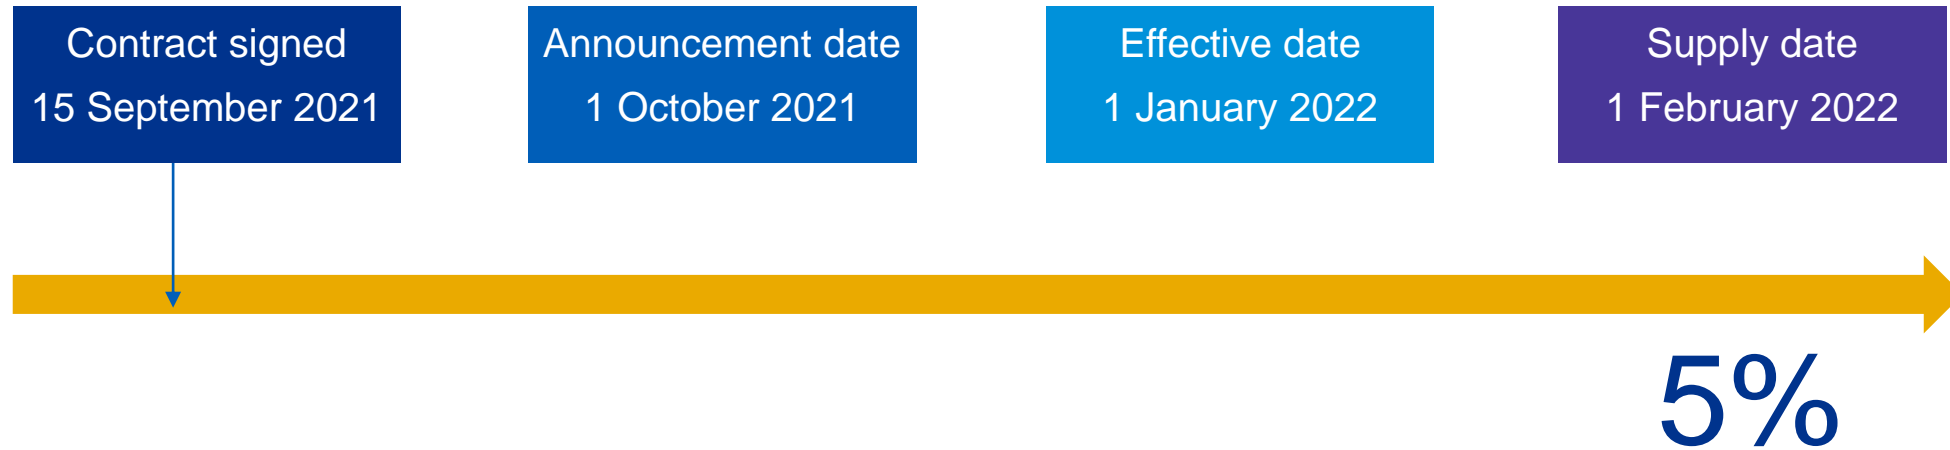 Contract signed
15 September 2021
Announcement date
1 October 2021
Effective date
1 January 2022
Supply date
1 February 2022
5%